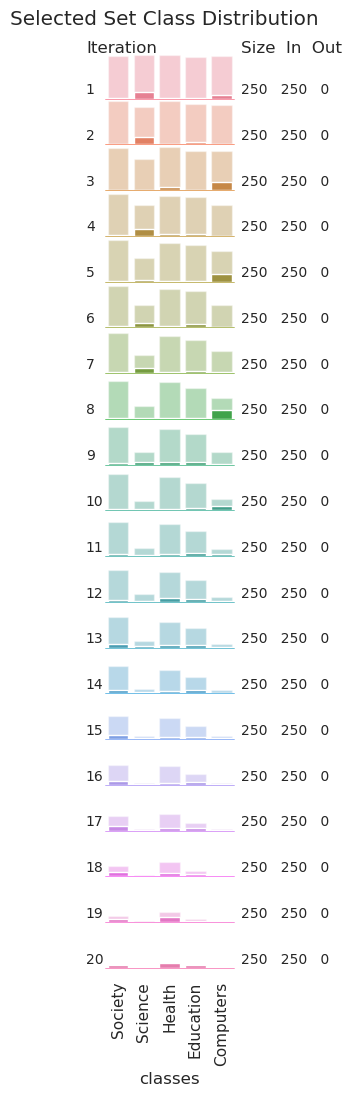 Selected Set Class Distribution
Iteration Size In Out
1 250 250 0
2 250 250 0
3 250 250 0
4 250 250 0
5 250 250 0
6 250 250 0
7 250 250 0
8 250 250 0
9 250 250 0
10 250 250 0
11 250 250 0
12 250 250 0
13 250 250 0
14 250 250 0
15 250 250 0
16 250 250 0
17 250 250 0
18 250 250 0
19 250 250 0
20 250 250 0
Society
Science
Health
Education
Computers
classes